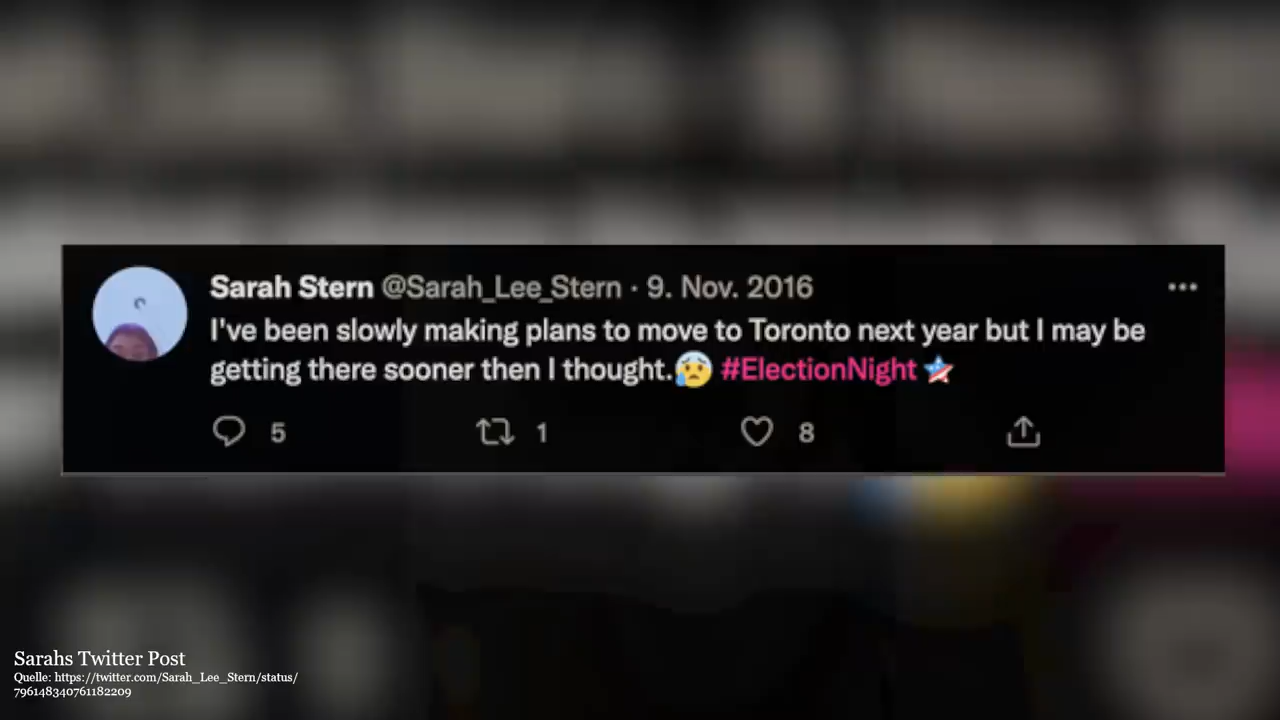 Sarah Stern @Sarah_Lee_Stern · 9. Nov. 2016
I've been slowly making plans to move to Toronto next year but I may be
getting there sooner then I thought.😰 #ElectionNight
5 1 8
Sarahs Twitter Post
Quelle: https://twitter.com/Sarah_Lee_Stern/status/
796148340761182209